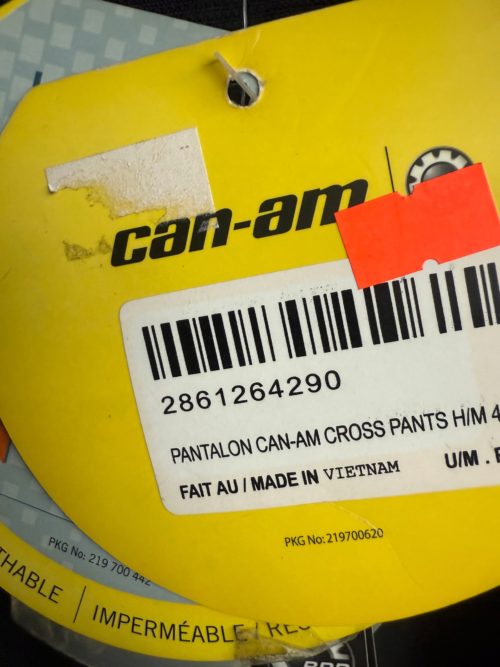 can-am
2861264290
PANTALON CAN-AM CROSS PANTS H/M 4
FAIT AU / MADE IN VIETNAM
U/M .
PKG No:219700620
PKG No: 219 700 442
THABLE | IMPERMÉABLE /